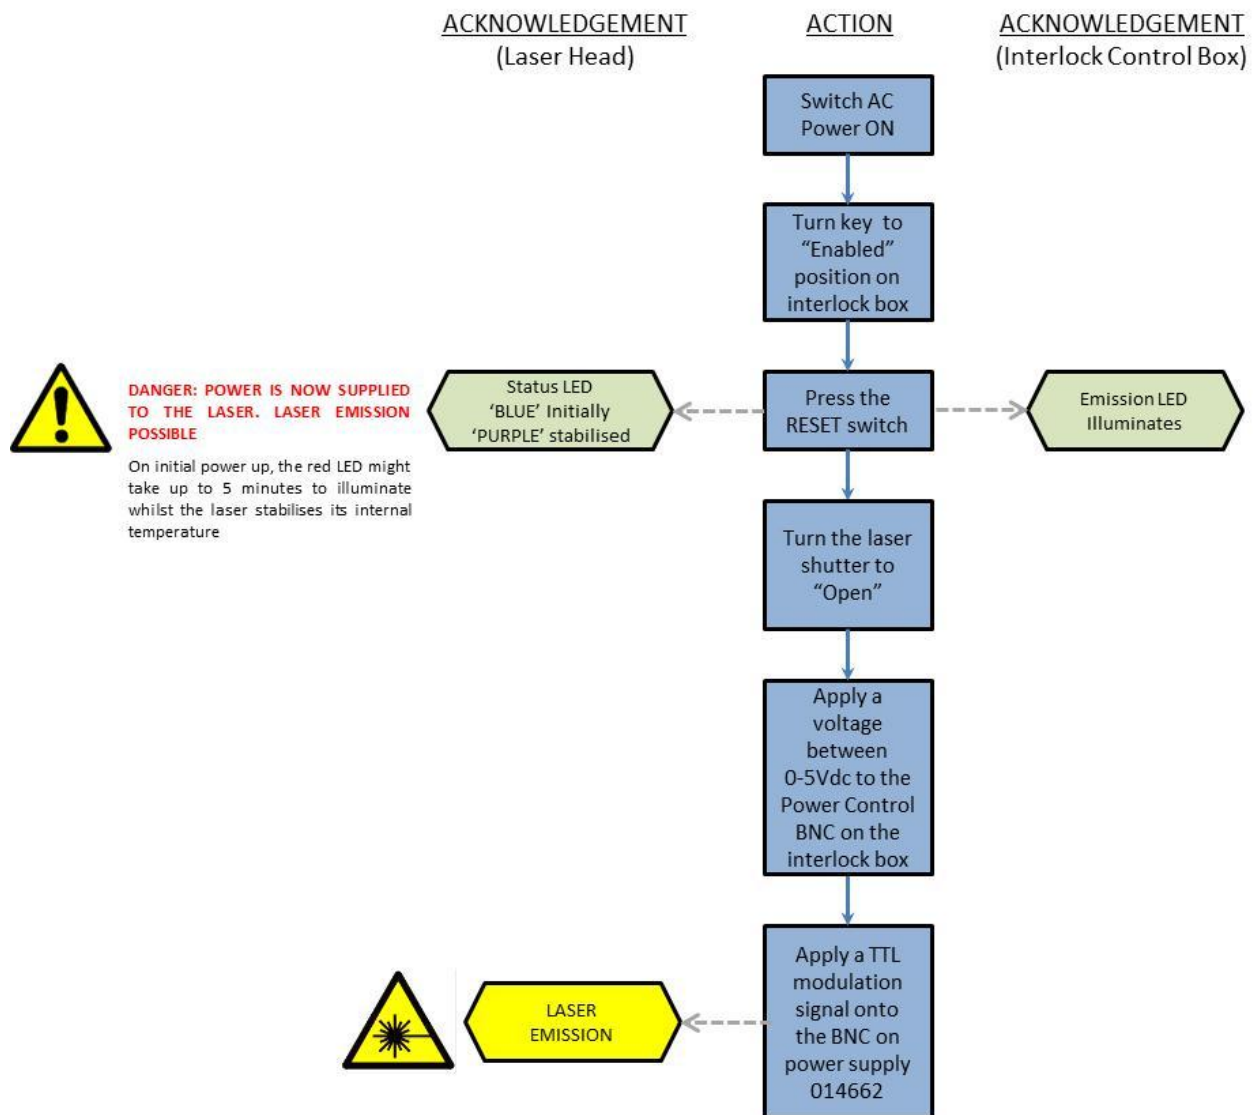 ACKNOWLEDGEMENT
(Laser Head)
ACTION
ACKNOWLEDGEMENT
(Interlock Control Box)
Switch AC
Power ON
Turn key to
“Enabled”
position on
interlock box
DANGER: POWER IS NOW SUPPLIED
TO THE LASER. LASER EMISSION
POSSIBLE
On initial power up, the red LED might
take up to 5 minutes to illuminate
whilst the laser stabilises its internal
temperature
Status LED
‘BLUE’ Initially
‘PURPLE’ stabilised
Press the
RESET switch
Emission LED
Illuminates
Turn the laser
shutter to
“Open”
Apply a
voltage
between
0-5Vdc to the
Power Control
BNC on the
interlock box
LASER
EMISSION
Apply a TTL
modulation
signal onto
the BNC on
power supply
014662